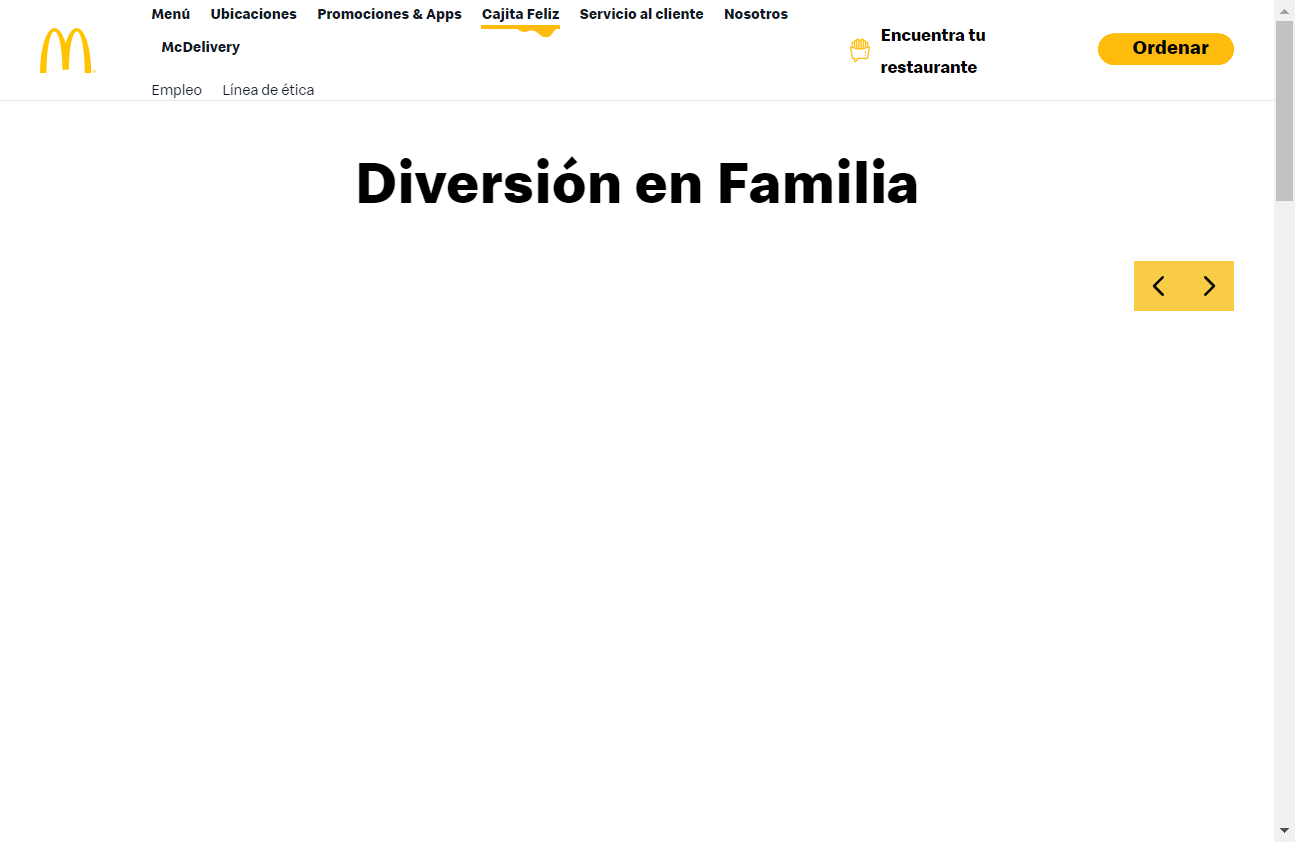 Menú Ubicaciones Promociones & Apps Cajita Feliz Servicio al cliente Nosotros
McDelivery
Empleo Línea de ética
Encuentra tu
restaurante
Ordenar
Diversión en Familia